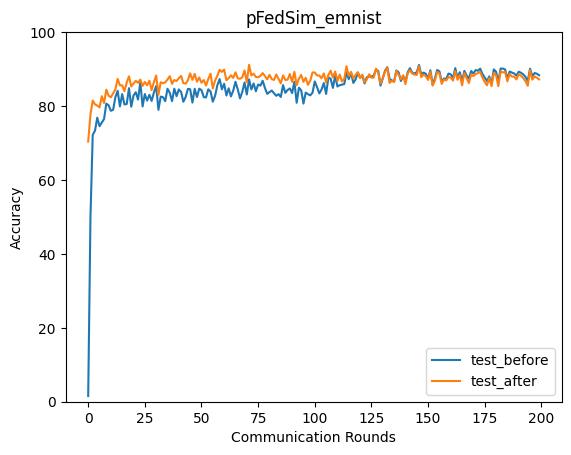 pFedSim_emnist
100
80
60
40
20
0
Accuracy
0 25 50 75 100 125 150 175 200
Communication Rounds
test_before
test_after